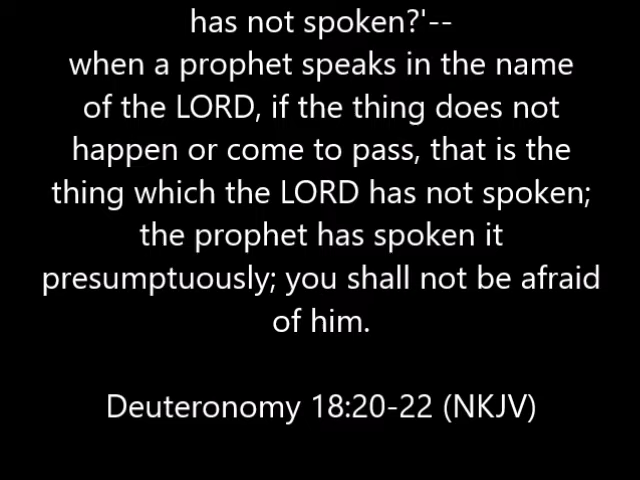 has not spoken?'--
when a prophet speaks in the name
of the LORD, if the thing does not
happen or come to pass, that is the
thing which the LORD has not spoken;
the prophet has spoken it
presumptuously; you shall not be afraid
of him.
Deuteronomy 18:20-22 (NKJV)